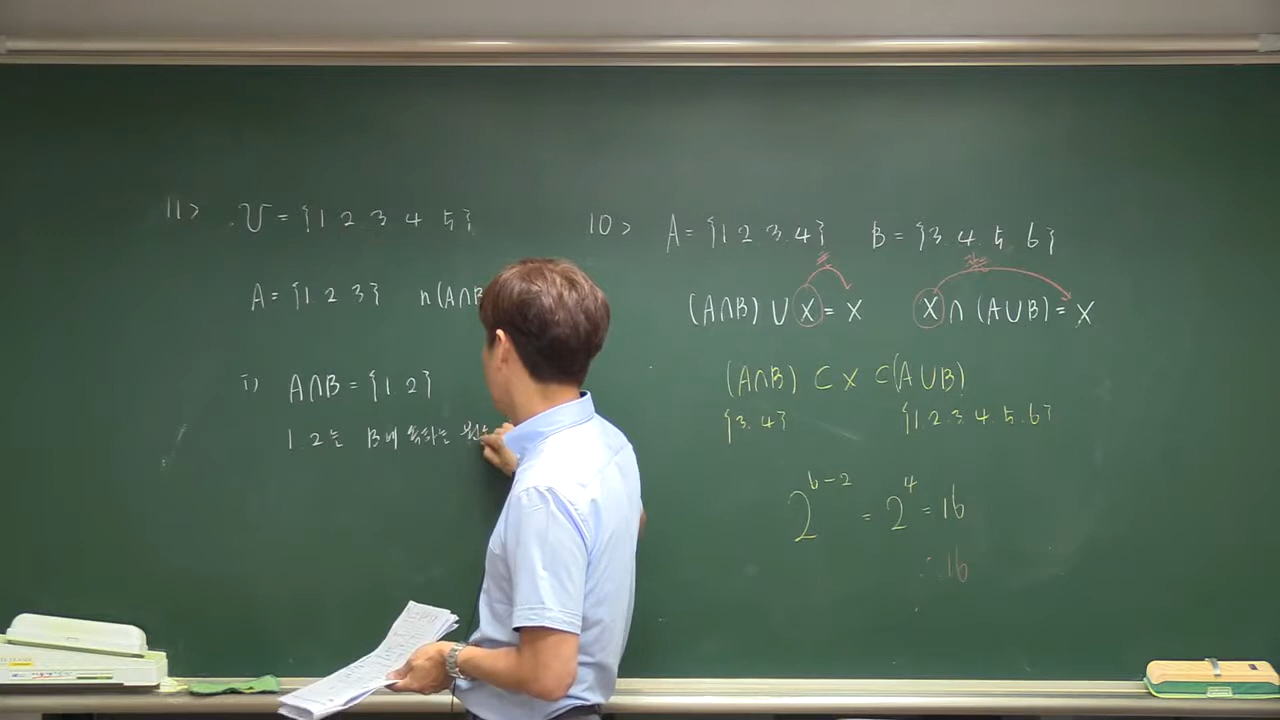 11> U = {1 2 3 4 5}
A = {1. 2 3} n(A∩B
i) A∩B = {1. 2}
1. 2는 B에 속하는 원소
10> A = {1 2. 3. 4} B = {3. 4. 5. 6}
(A∩B) ∪ X = X X ∩ (A∪B) = X
(A∩B) ⊂ X ⊂ (A∪B)
{3. 4} {1. 2. 3. 4. 5. 6}
2^{6-2} = 2^4 = 16
∴ 16